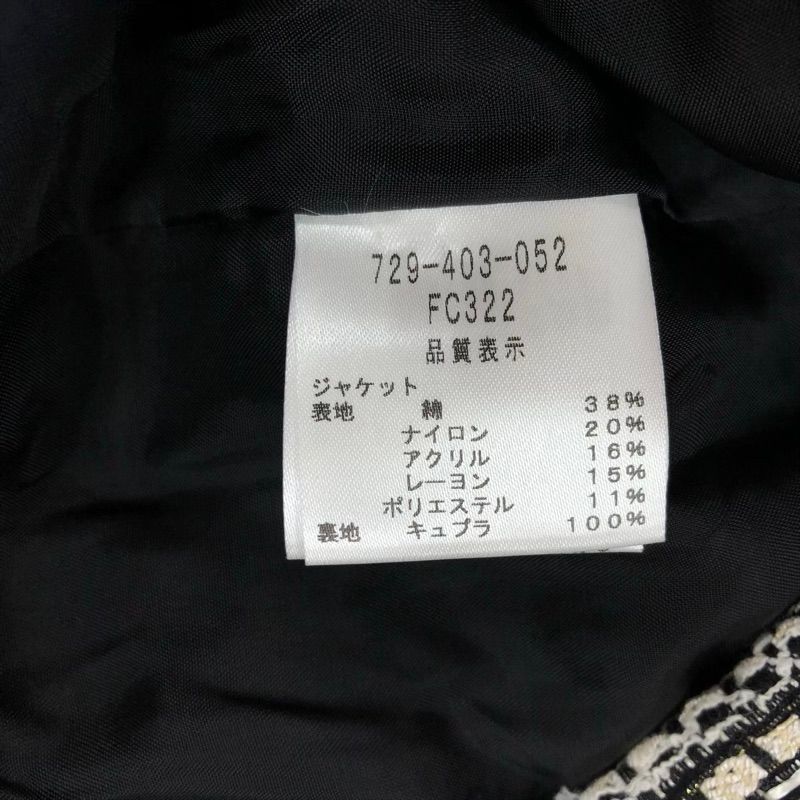 729-403-052
FC322
品質表示
ジャケット
表地 綿 38%
ナイロン 20%
アクリル 16%
レーヨン 15%
ポリエステル 11%
裏地 キュプラ 100%